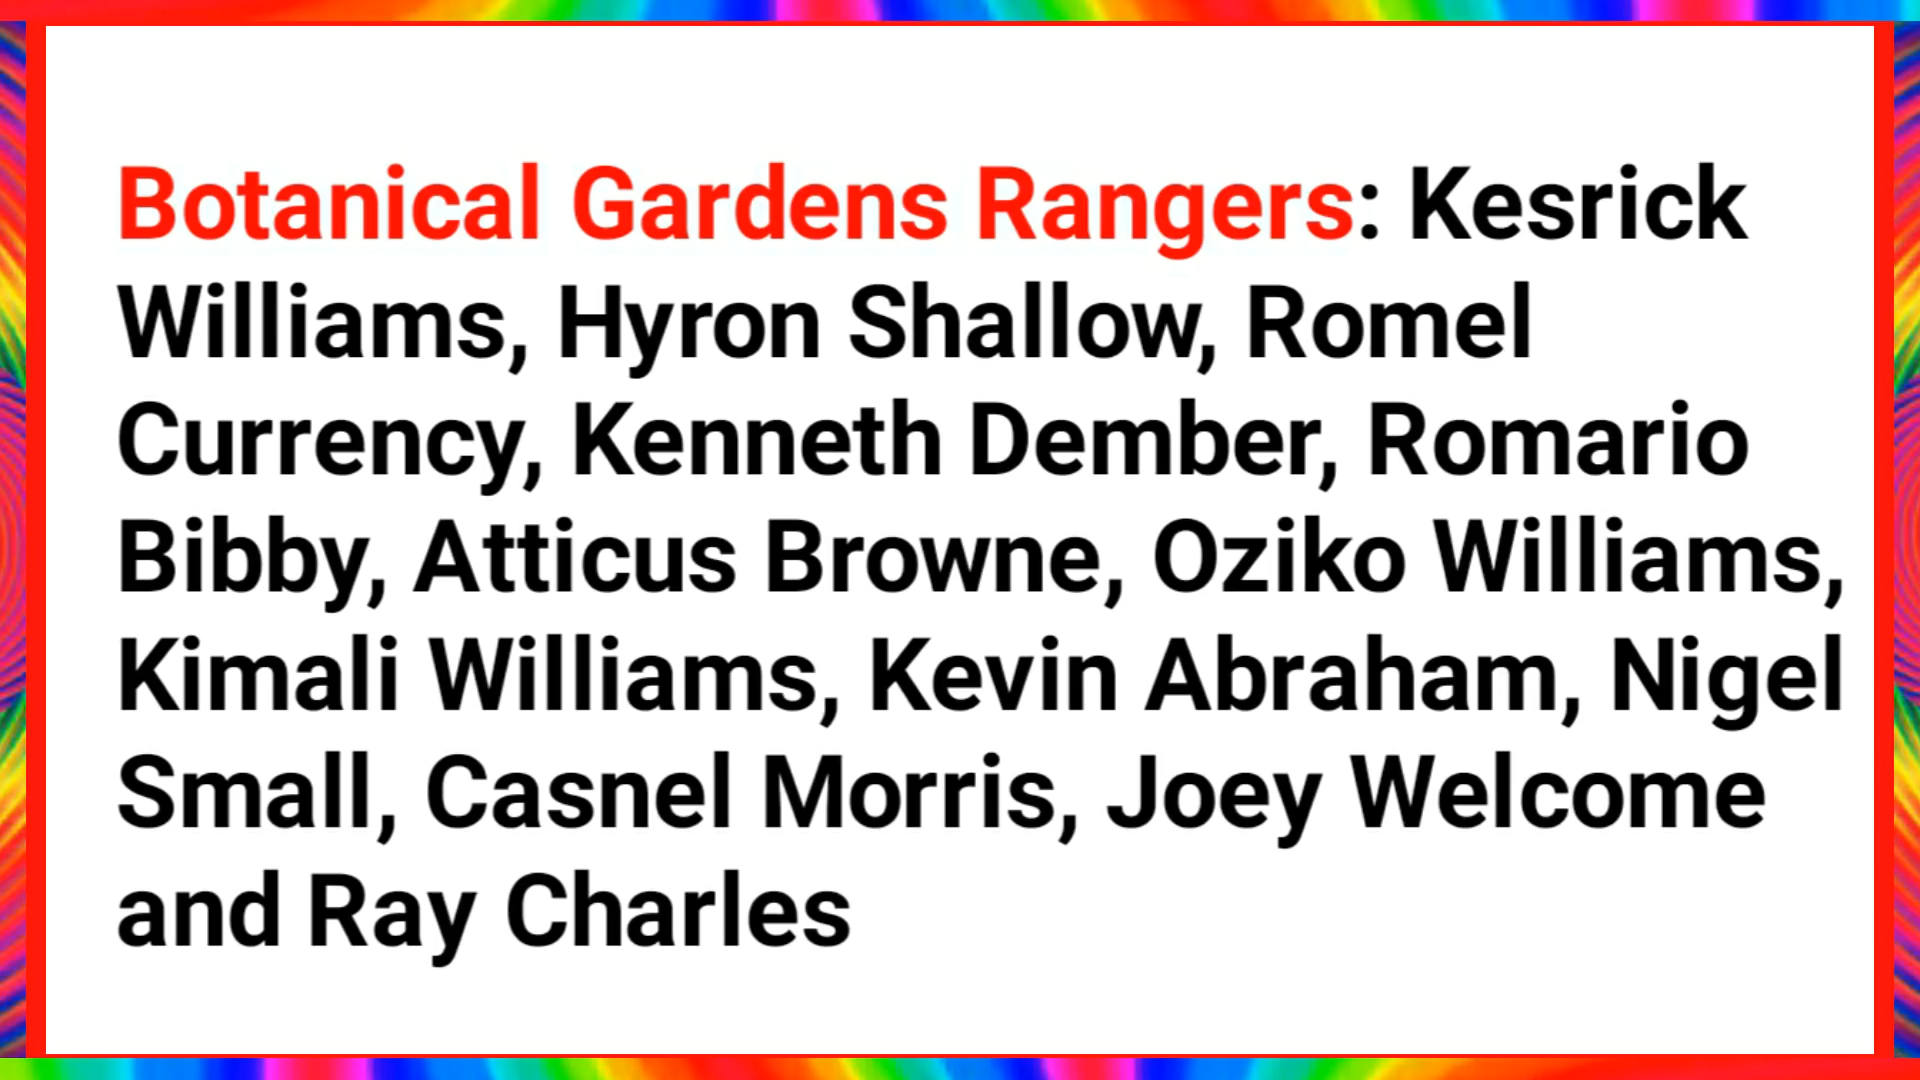 Botanical Gardens Rangers: Kesrick
Williams, Hyron Shallow, Romel
Currency, Kenneth Dember, Romario
Bibby, Atticus Browne, Oziko Williams,
Kimali Williams, Kevin Abraham, Nigel
Small, Casnel Morris, Joey Welcome
and Ray Charles